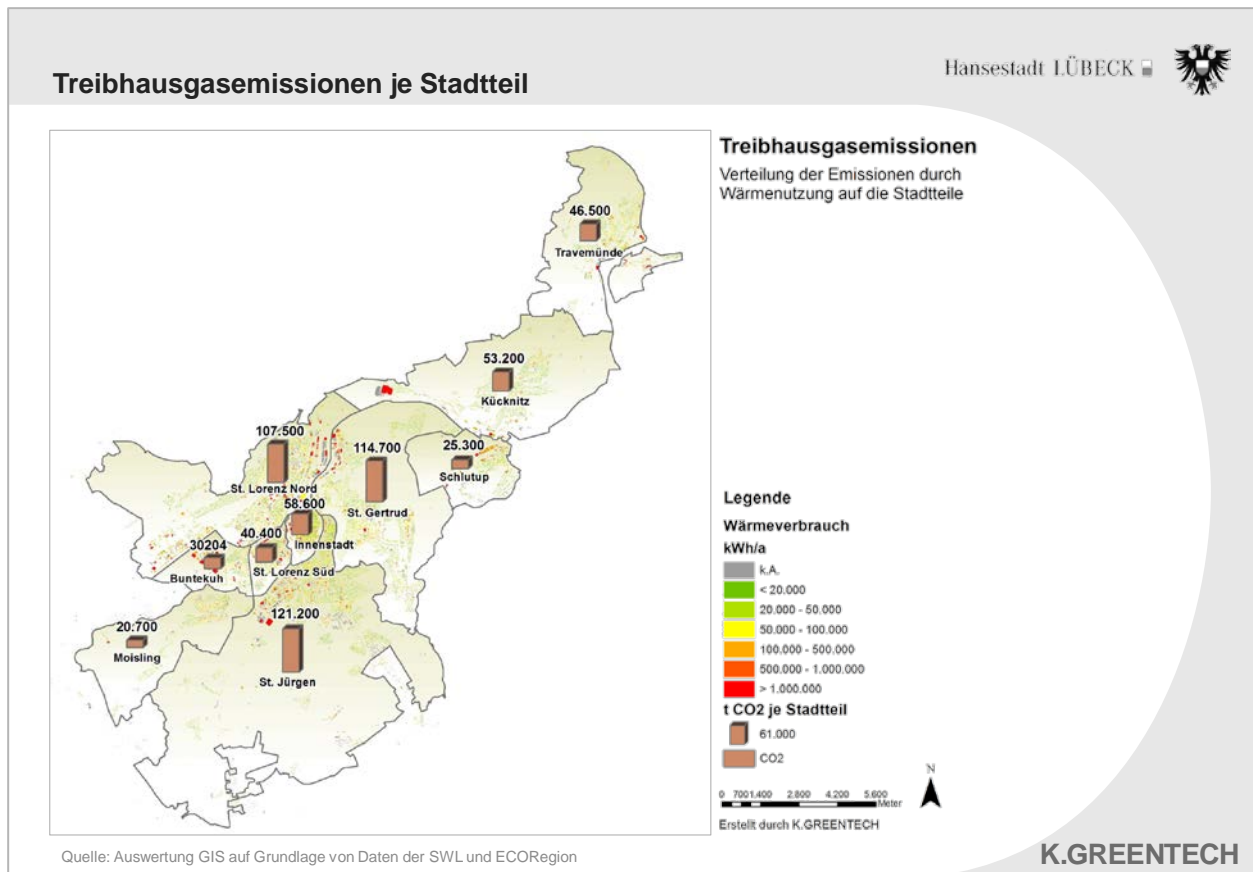 Treibhausgasemissionen je Stadtteil
Hansestadt LÜBECK
Treibhausgasemissionen
Verteilung der Emissionen durch
Wärmenutzung auf die Stadtteile
46.500
Travemünde
53.200
Kücknitz
107.500
St. Lorenz Nord
114.700
St. Gertrud
25.300
Schlutup
58.600
Innenstadt
40.400
St. Lorenz Süd
30204
Buntekuh
20.700
Moisling
121.200
St. Jürgen
Legende
Wärmeverbrauch
kWh/a
k.A.
< 20.000
20.000 - 50.000
50.000 - 100.000
100.000 - 500.000
500.000 - 1.000.000
> 1.000.000
t CO2 je Stadtteil
61.000
CO2
N
0 700 1.400 2.800 4.200 5.600
Meter
Erstellt durch K.GREENTECH
Quelle: Auswertung GIS auf Grundlage von Daten der SWL und ECORegion
K.GREENTECH